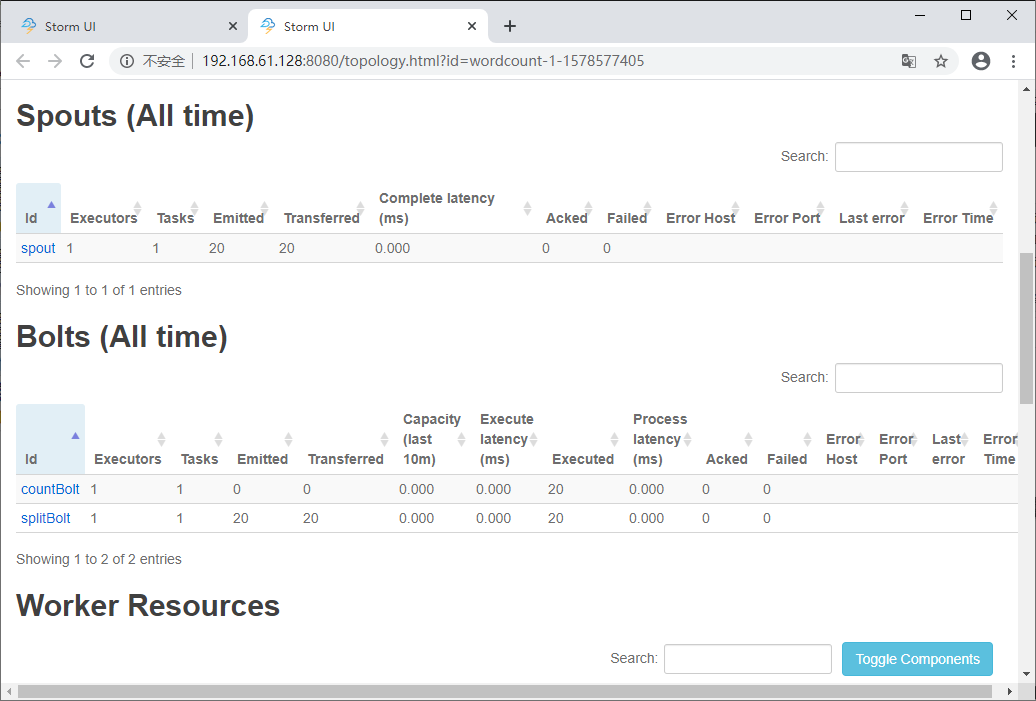 Storm UI
Storm UI
不安全 192.168.61.128:8080/topology.html?id=wordcount-1-1578577405
Spouts (All time)
Search:
Id Executors Tasks Emitted Transferred Complete latency (ms) Acked Failed Error Host Error Port Last error Error Time
spout 1 1 20 20 0.000 0 0
Showing 1 to 1 of 1 entries
Bolts (All time)
Search:
Id Executors Tasks Emitted Transferred Capacity (last 10m) Execute latency (ms) Executed Process latency (ms) Acked Failed Error Host Error Port Last error Error Time
countBolt 1 1 0 0 0.000 0.000 20 0.000 0 0
splitBolt 1 1 20 20 0.000 0.000 20 0.000 0 0
Showing 1 to 2 of 2 entries
Worker Resources
Search: Toggle Components